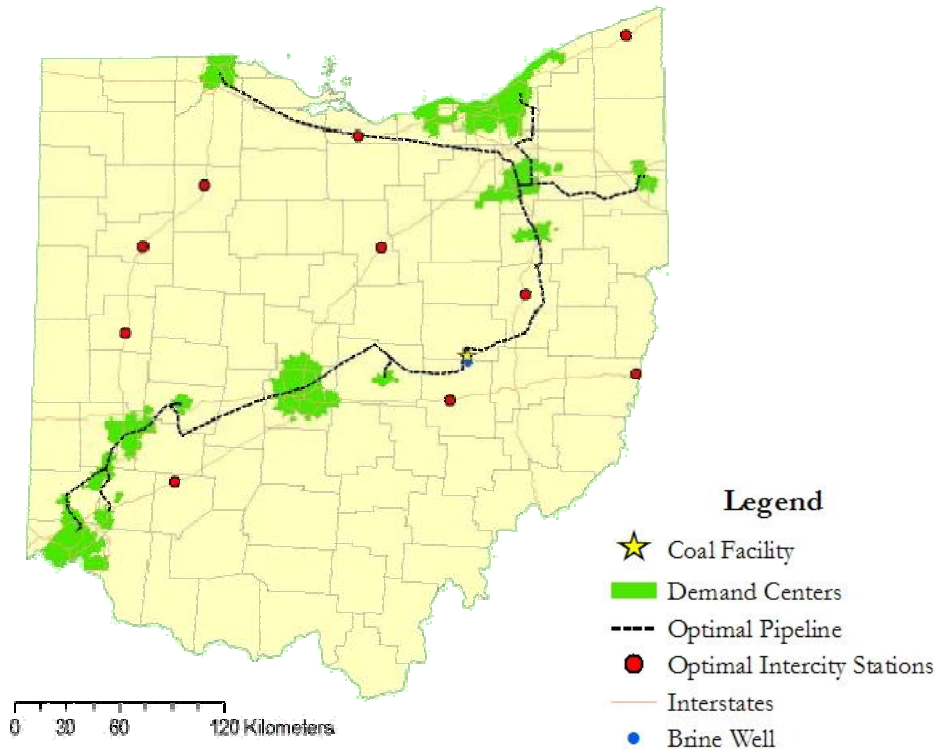 Legend
Coal Facility
Demand Centers
Optimal Pipeline
Optimal Intercity Stations
Interstates
Brine Well
0 30 60 120 Kilometers